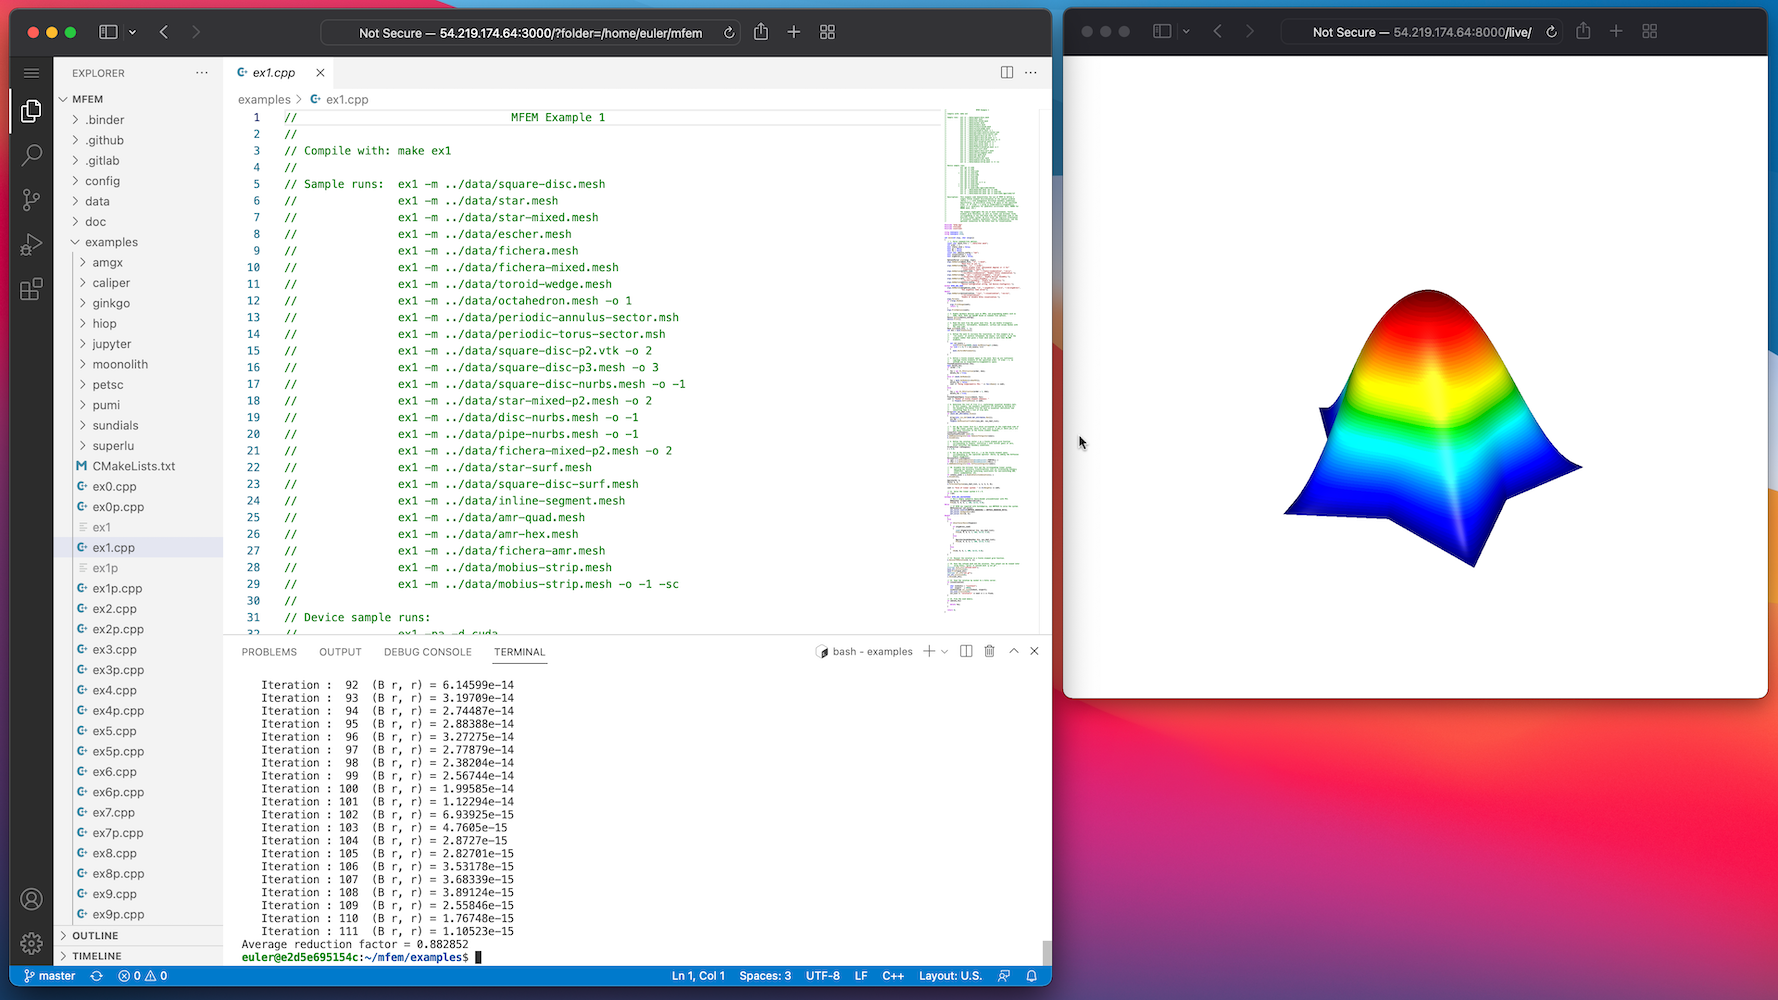 Not Secure — 54.219.174.64:3000/?folder=/home/euler/mfem
EXPLORER
MFEM
.binder
.github
.gitlab
config
data
doc
examples
amgx
caliper
ginkgo
hiop
jupyter
moonolith
petsc
pumi
sundials
superlu
CMakeLists.txt
ex0.cpp
ex0p.cpp
ex1
ex1.cpp
ex1p
ex1p.cpp
ex2.cpp
ex2p.cpp
ex3.cpp
ex3p.cpp
ex4.cpp
ex4p.cpp
ex5.cpp
ex5p.cpp
ex6.cpp
ex6p.cpp
ex7.cpp
ex7p.cpp
ex8.cpp
ex8p.cpp
ex9.cpp
ex9p.cpp
OUTLINE
TIMELINE
ex1.cpp
examples > ex1.cpp
1 // MFEM Example 1
2 //
3 // Compile with: make ex1
4 //
5 // Sample runs: ex1 -m ../data/square-disc.mesh
6 // ex1 -m ../data/star.mesh
7 // ex1 -m ../data/star-mixed.mesh
8 // ex1 -m ../data/escher.mesh
9 // ex1 -m ../data/fichera.mesh
10 // ex1 -m ../data/fichera-mixed.mesh
11 // ex1 -m ../data/toroid-wedge.mesh
12 // ex1 -m ../data/octahedron.mesh -o 1
13 // ex1 -m ../data/periodic-annulus-sector.msh
14 // ex1 -m ../data/periodic-torus-sector.msh
15 // ex1 -m ../data/square-disc-p2.vtk -o 2
16 // ex1 -m ../data/square-disc-p3.mesh -o 3
17 // ex1 -m ../data/square-disc-nurbs.mesh -o -1
18 // ex1 -m ../data/star-mixed-p2.mesh -o 2
19 // ex1 -m ../data/disc-nurbs.mesh -o -1
20 // ex1 -m ../data/pipe-nurbs.mesh -o -1
21 // ex1 -m ../data/fichera-mixed-p2.mesh -o 2
22 // ex1 -m ../data/star-surf.mesh
23 // ex1 -m ../data/square-disc-surf.mesh
24 // ex1 -m ../data/inline-segment.mesh
25 // ex1 -m ../data/amr-quad.mesh
26 // ex1 -m ../data/amr-hex.mesh
27 // ex1 -m ../data/fichera-amr.mesh
28 // ex1 -m ../data/mobius-strip.mesh
29 // ex1 -m ../data/mobius-strip.mesh -o -1 -sc
30 //
31 // Device sample runs:
32 // ex1 -pa -d cuda
PROBLEMS OUTPUT DEBUG CONSOLE TERMINAL bash - examples
Iteration : 92 (B r, r) = 6.14599e-14
Iteration : 93 (B r, r) = 3.19709e-14
Iteration : 94 (B r, r) = 2.74487e-14
Iteration : 95 (B r, r) = 2.88388e-14
Iteration : 96 (B r, r) = 3.27275e-14
Iteration : 97 (B r, r) = 2.77879e-14
Iteration : 98 (B r, r) = 2.38204e-14
Iteration : 99 (B r, r) = 2.56744e-14
Iteration : 100 (B r, r) = 1.99585e-14
Iteration : 101 (B r, r) = 1.12294e-14
Iteration : 102 (B r, r) = 6.93925e-15
Iteration : 103 (B r, r) = 4.7605e-15
Iteration : 104 (B r, r) = 2.8727e-15
Iteration : 105 (B r, r) = 2.82701e-15
Iteration : 106 (B r, r) = 3.53178e-15
Iteration : 107 (B r, r) = 3.68339e-15
Iteration : 108 (B r, r) = 3.89124e-15
Iteration : 109 (B r, r) = 2.55846e-15
Iteration : 110 (B r, r) = 1.76748e-15
Iteration : 111 (B r, r) = 1.10523e-15
Average reduction factor = 0.882852
euler@e2d5e695154c:~/mfem/examples$
master 0 0 Ln 1, Col 1 Spaces: 3 UTF-8 LF C++ Layout: U.S.
Not Secure — 54.219.174.64:8000/live/